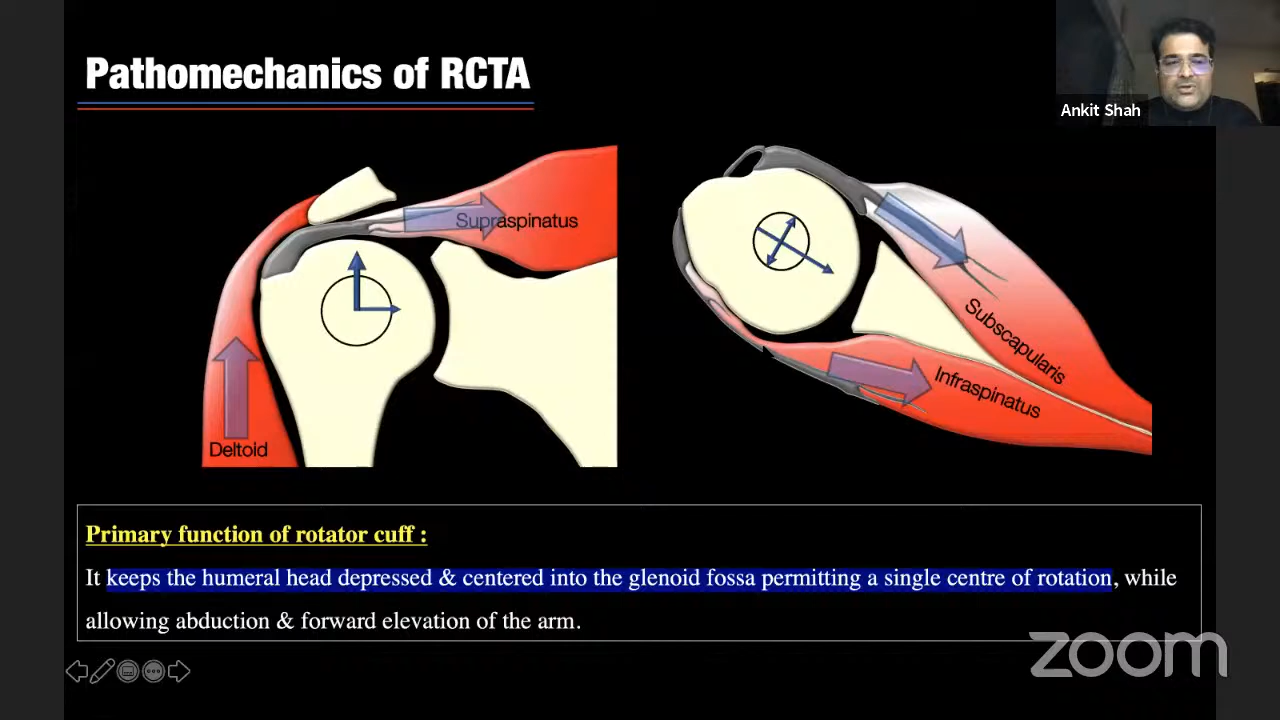 Pathomechanics of RCTA
Ankit Shah
Supraspinatus
Deltoid
Subscapularis
Infraspinatus
Primary function of rotator cuff :
It keeps the humeral head depressed & centered into the glenoid fossa permitting a single centre of rotation, while
allowing abduction & forward elevation of the arm.
zoom